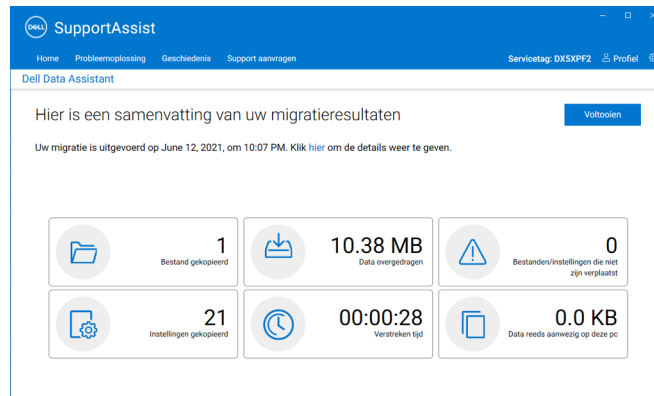 DELL SupportAssist
Home Probleemoplossing Geschiedenis Support aanvragen Servicetag: DX5XPF2 Profiel
Dell Data Assistant
Hier is een samenvatting van uw migratieresultaten
Voltooien
Uw migratie is uitgevoerd op June 12, 2021, om 10:07 PM. Klik hier om de details weer te geven.
1
Bestand gekopieerd
10.38 MB
Data overgedragen
0
Bestanden/instellingen die niet
zijn verplaatst
21
Instellingen gekopieerd
00:00:28
Verstreken tijd
0.0 KB
Data reeds aanwezig op deze pc